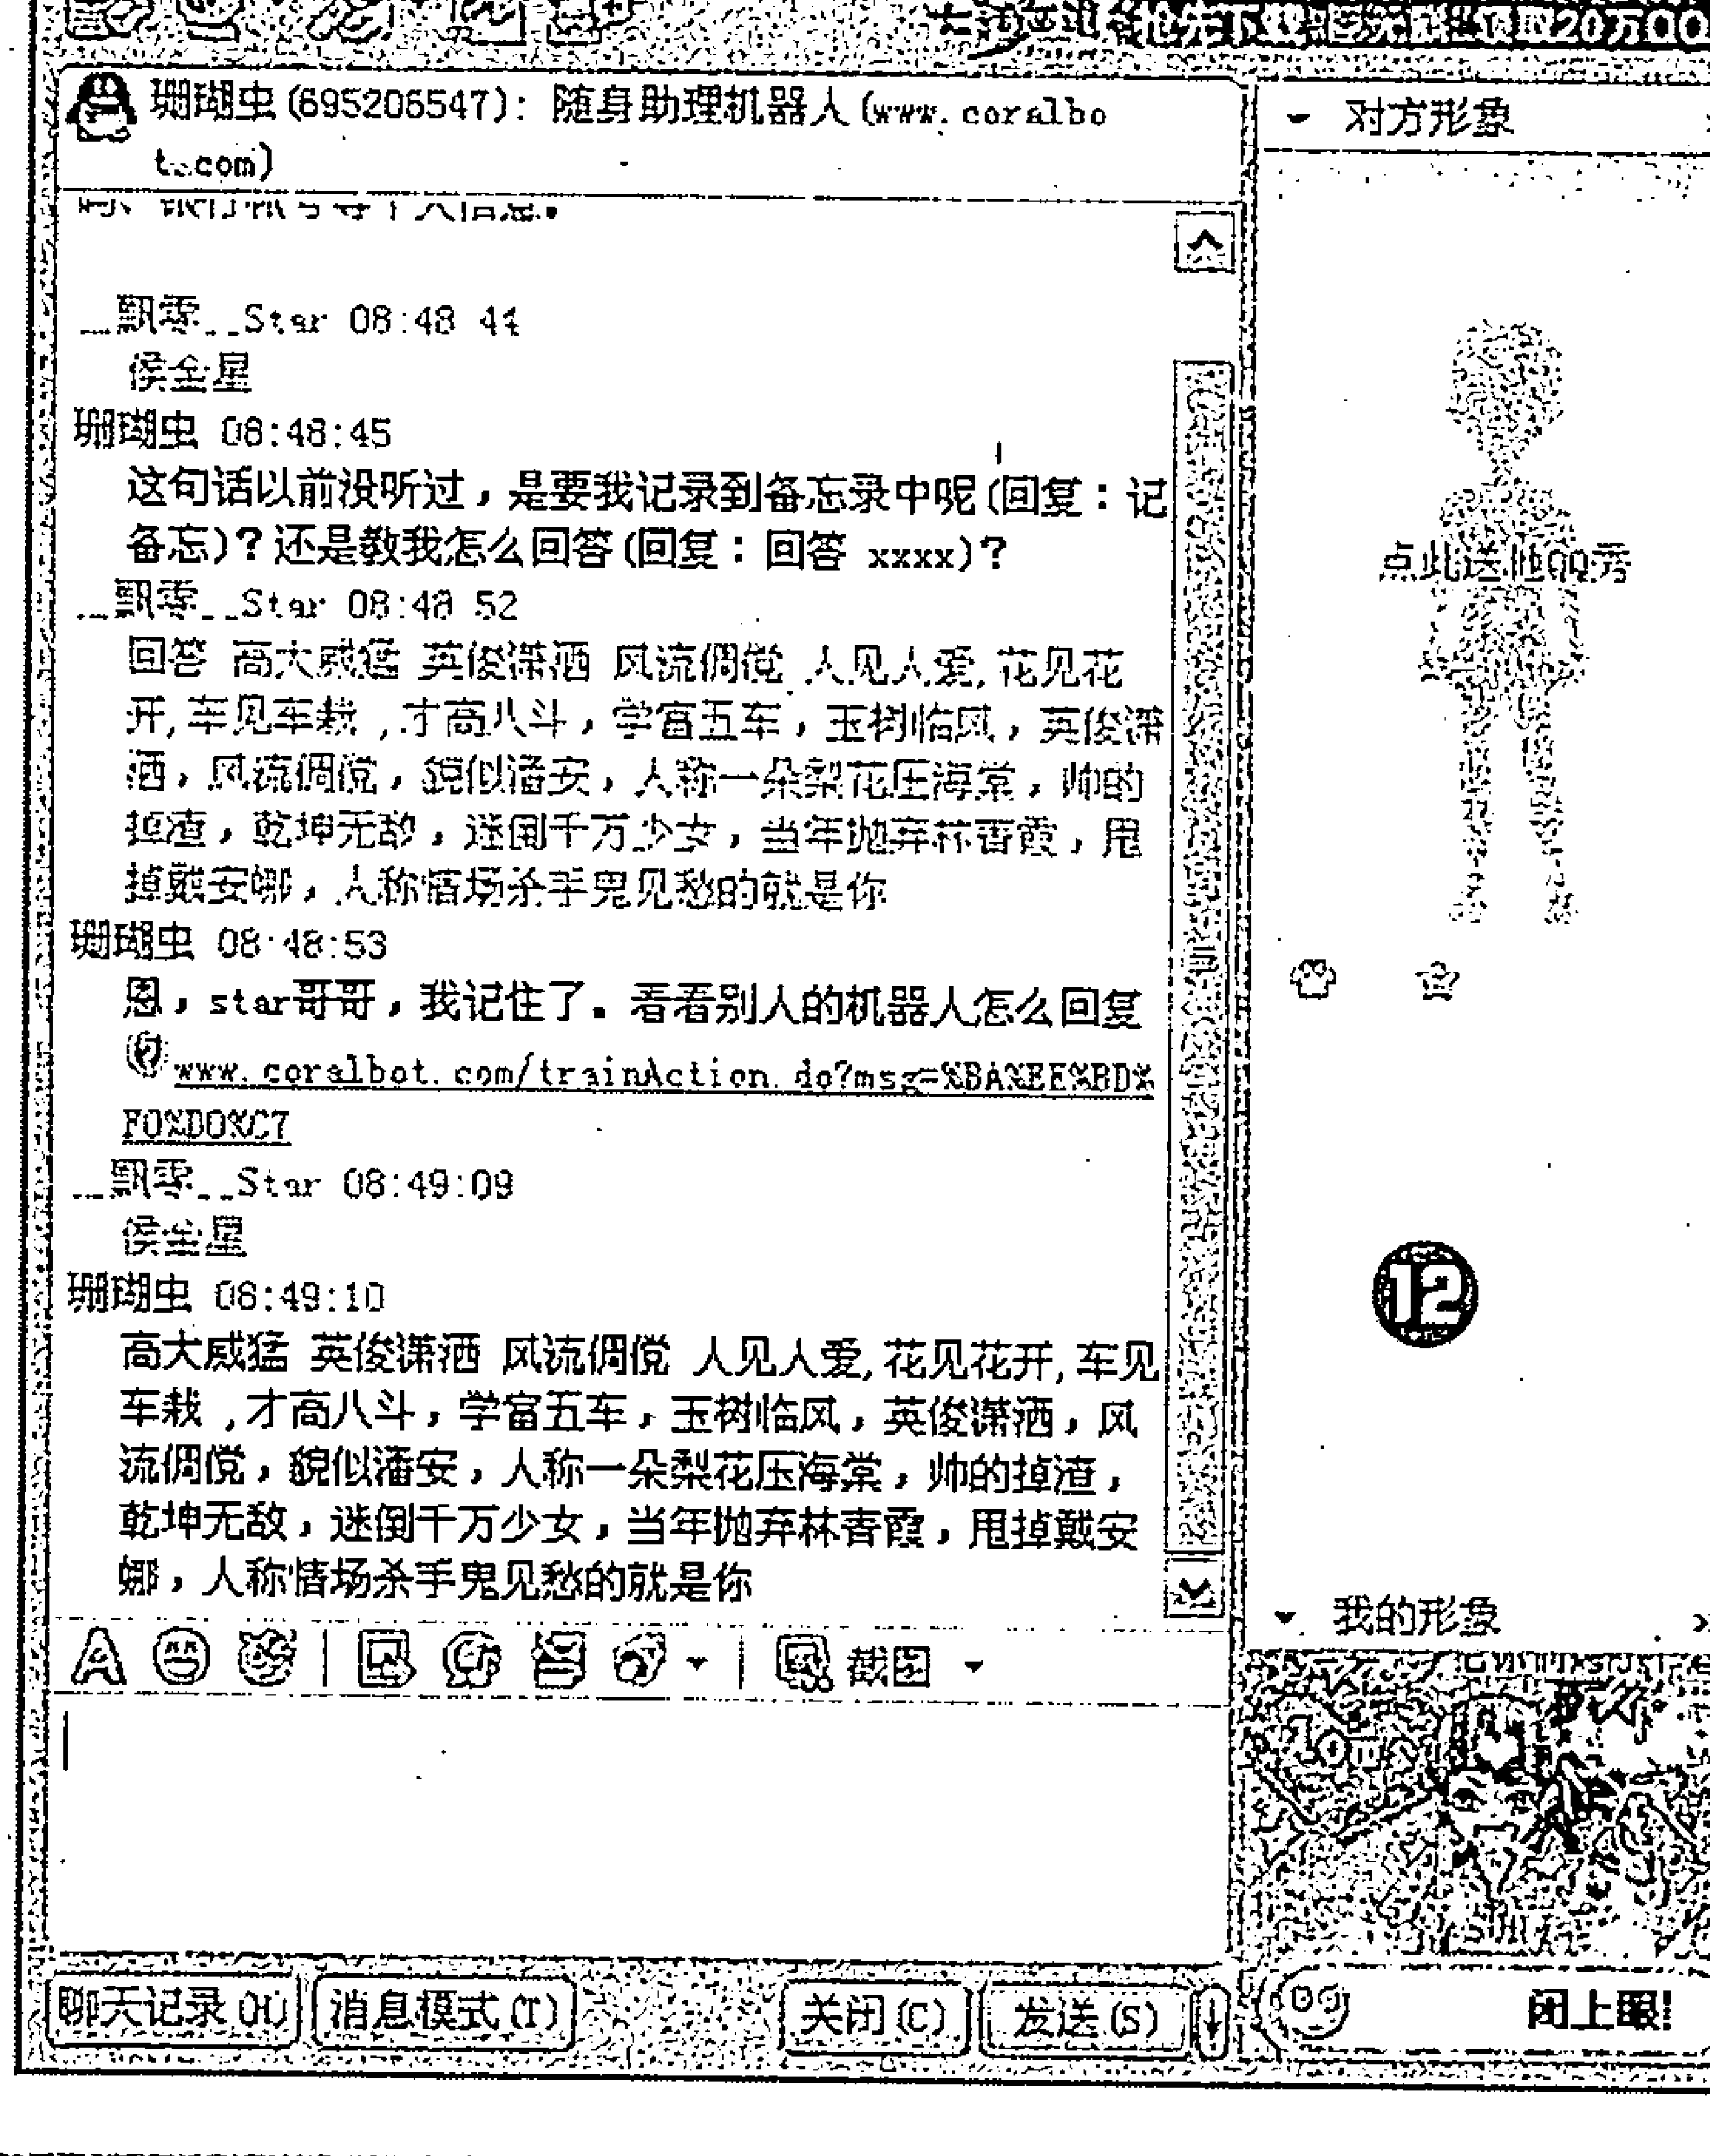 抢先下载
领取20万QQ
珊瑚虫(695206547): 随身助理机器人(www.coralbo
t.com)
对方形象
__飘零__Star 08:48 44
侯金星
珊瑚虫 08:48:45
这句话以前没听过，是要我记录到备忘录中呢(回复：记
备忘)？还是教我怎么回答(回复：回答 xxxx)？
点此送他QQ秀
__飘零__Star 08:48 52
回答 高大威猛 英俊潇洒 风流倜傥 人见人爱,花见花
开,车见车栽 ,才高八斗，学富五车，玉树临风，英俊潇
洒，风流倜傥，貌似潘安，人称一朵梨花压海棠，帅的
掉渣，乾坤无敌，迷倒千万少女，当年抛弃林青霞，甩
掉戴安娜，人称情场杀手鬼见愁的就是你
珊瑚虫 08:48:53
恩，star哥哥，我记住了。看看别人的机器人怎么回复
www.coralbot.com/trainAction.do?msg=%BA%EE%BD%
F0%D0%C7
__飘零__Star 08:49:09
侯金星
珊瑚虫 08:49:10
高大威猛 英俊潇洒 风流倜傥 人见人爱,花见花开,车见
车栽 ,才高八斗，学富五车，玉树临风，英俊潇洒，风
流倜傥，貌似潘安，人称一朵梨花压海棠，帅的掉渣，
乾坤无敌，迷倒千万少女，当年抛弃林青霞，甩掉戴安
娜，人称情场杀手鬼见愁的就是你
12
我的形象
截图
聊天记录(H)
消息模式(T)
关闭(C)
发送(S)
闭上眼!